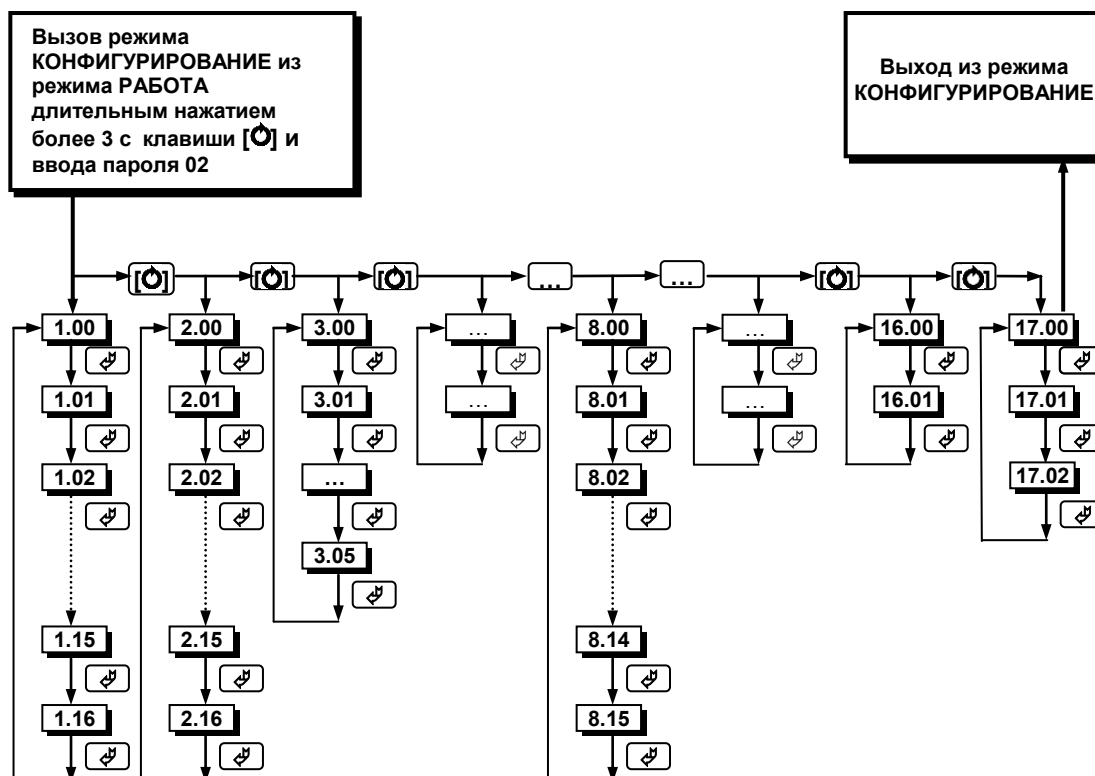 Вызов режима
КОНФИГУРИРОВАНИЕ из
режима РАБОТА
длительным нажатием
более 3 с клавиши [⥁] и
ввода пароля 02
Выход из режима
КОНФИГУРИРОВАНИЕ
[⥁] [⥁] [⥁] ... ... [⥁] [⥁]
1.00 2.00 3.00 ... 8.00 ... 16.00 17.00
1.01 2.01 3.01 ... 8.01 ... 16.01 17.01
1.02 2.02 ... 8.02 17.02
3.05
1.15 2.15 8.14
1.16 2.16 8.15